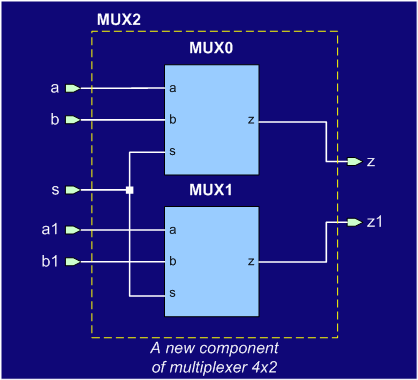 MUX2
MUX0
a
a
b
b
z
s
z
s
MUX1
z1
a1
a
b1
b
z
s
A new component
of multiplexer 4x2